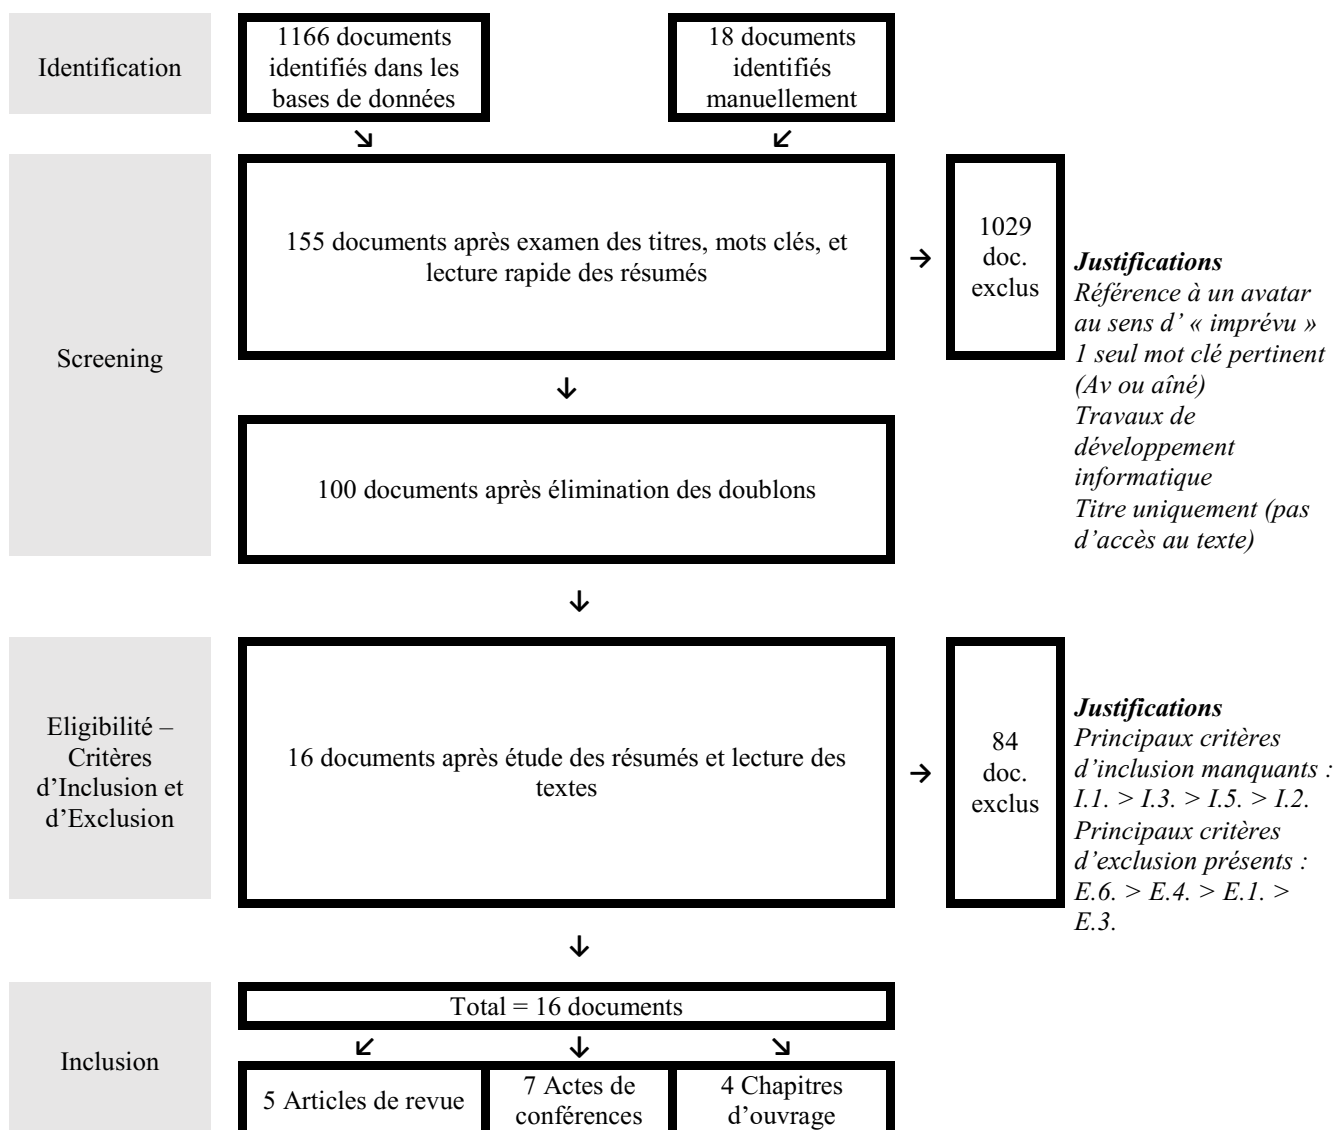 Identification
1166 documents
identifiés dans les
bases de données
18 documents
identifiés
manuellement
↘
↙
Screening
155 documents après examen des titres, mots clés, et
lecture rapide des résumés
→
1029
doc.
exclus
Justifications
Référence à un avatar
au sens d’ « imprévu »
1 seul mot clé pertinent
(Av ou aîné)
Travaux de
développement
informatique
Titre uniquement (pas
d’accès au texte)
↓
100 documents après élimination des doublons
↓
Eligibilité –
Critères
d’Inclusion et
d’Exclusion
16 documents après étude des résumés et lecture des
textes
→
84
doc.
exclus
Justifications
Principaux critères
d’inclusion manquants :
I.1. > I.3. > I.5. > I.2.
Principaux critères
d’exclusion présents :
E.6. > E.4. > E.1. >
E.3.
↓
Inclusion
Total = 16 documents
↙
↓
↘
5 Articles de revue
7 Actes de
conférences
4 Chapitres
d’ouvrage